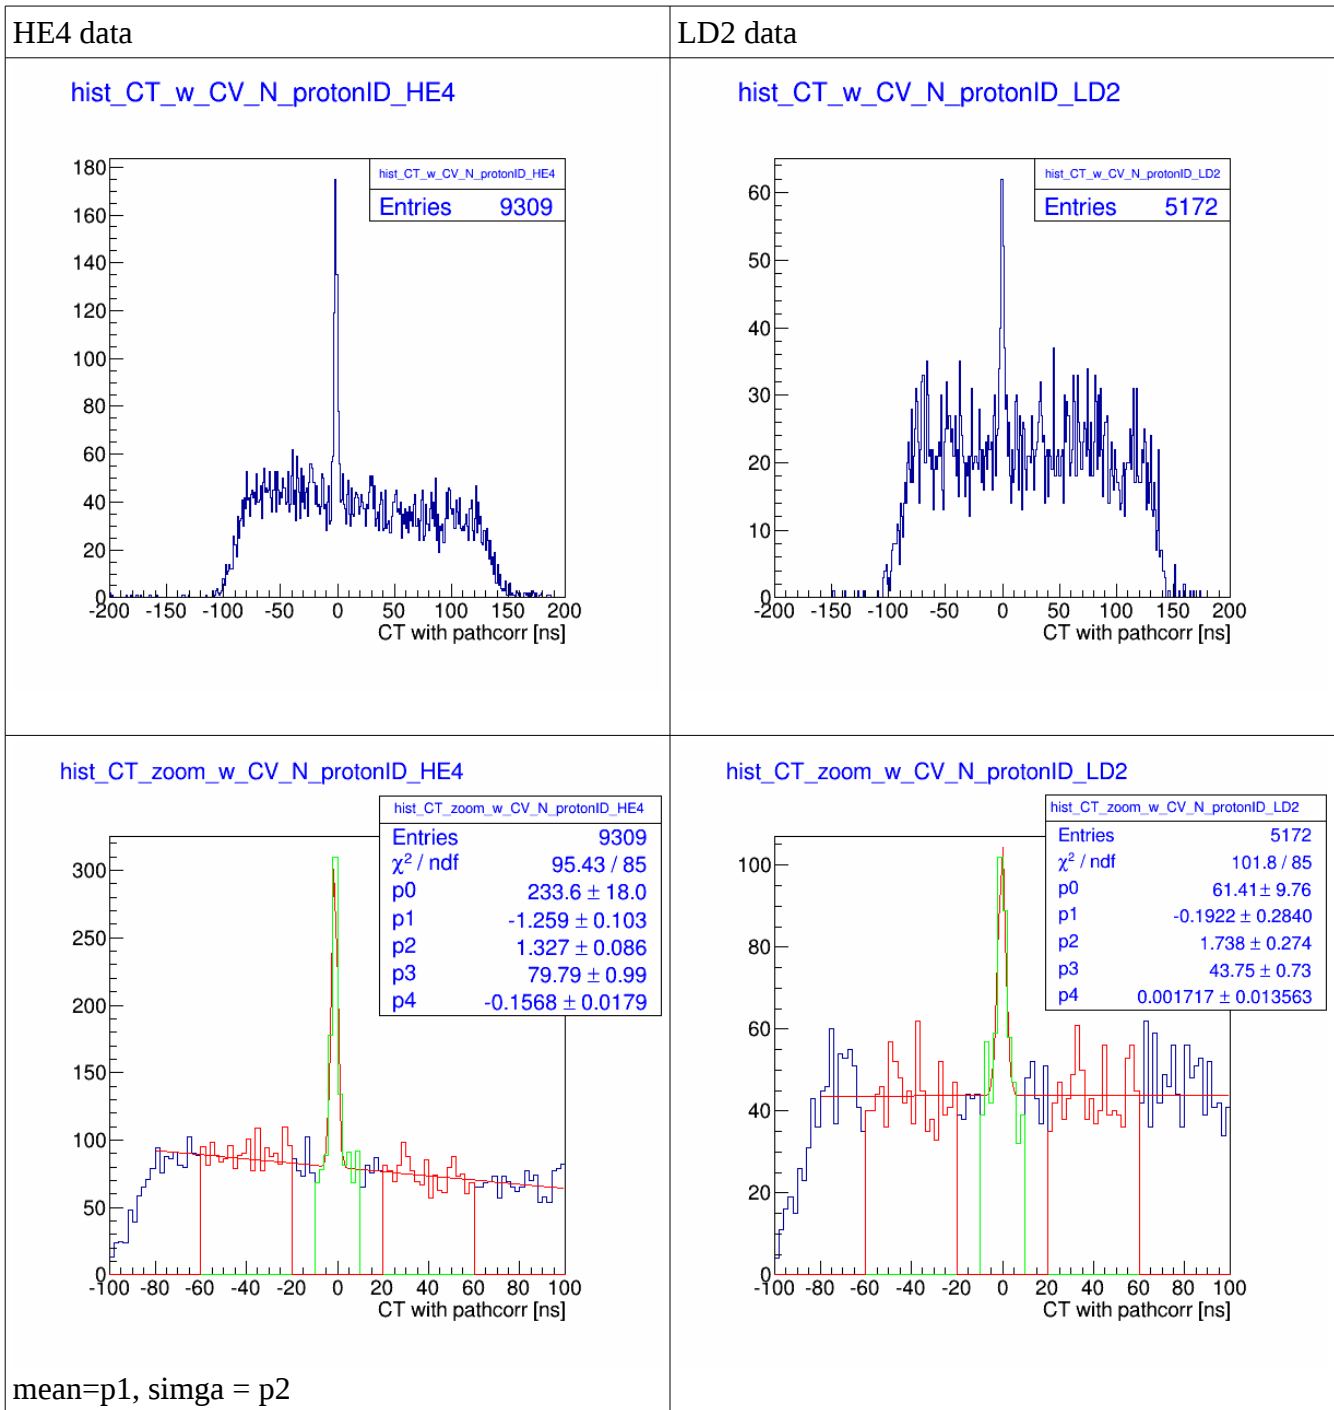 HE4 data
LD2 data
hist_CT_w_CV_N_protonID_HE4
hist_CT_w_CV_N_protonID_HE4
Entries 9309
180
160
140
120
100
80
60
40
20
0
-200 -150 -100 -50 0 50 100 150 200
CT with pathcorr [ns]
hist_CT_w_CV_N_protonID_LD2
hist_CT_w_CV_N_protonID_LD2
Entries 5172
60
50
40
30
20
10
0
-200 -150 -100 -50 0 50 100 150 200
CT with pathcorr [ns]
hist_CT_zoom_w_CV_N_protonID_HE4
hist_CT_zoom_w_CV_N_protonID_HE4
Entries 9309
χ² / ndf 95.43 / 85
p0 233.6 ± 18.0
p1 -1.259 ± 0.103
p2 1.327 ± 0.086
p3 79.79 ± 0.99
p4 -0.1568 ± 0.0179
300
250
200
150
100
50
0
-100 -80 -60 -40 -20 0 20 40 60 80 100
CT with pathcorr [ns]
hist_CT_zoom_w_CV_N_protonID_LD2
hist_CT_zoom_w_CV_N_protonID_LD2
Entries 5172
χ² / ndf 101.8 / 85
p0 61.41 ± 9.76
p1 -0.1922 ± 0.2840
p2 1.738 ± 0.274
p3 43.75 ± 0.73
p4 0.001717 ± 0.013563
100
80
60
40
20
0
-100 -80 -60 -40 -20 0 20 40 60 80 100
CT with pathcorr [ns]
mean=p1, simga = p2